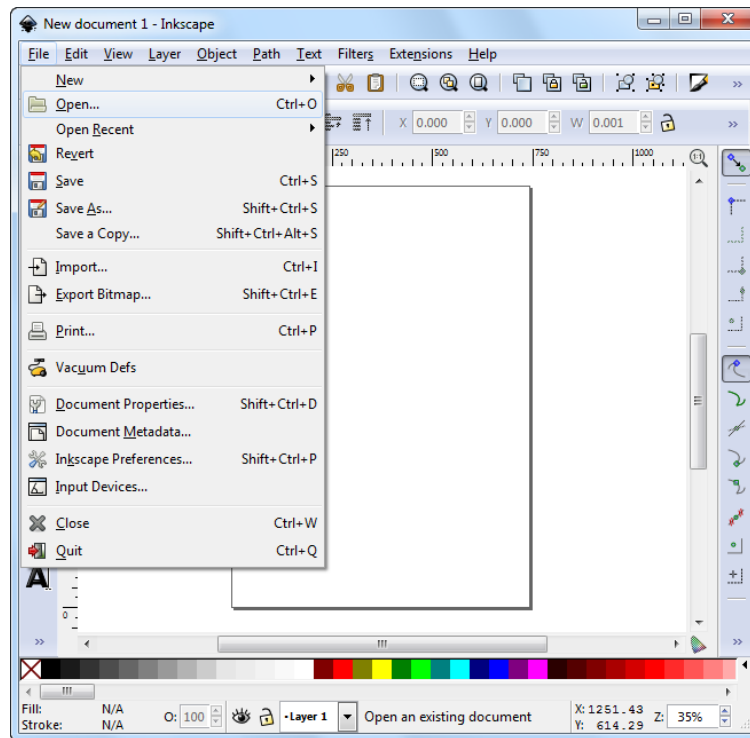 New document 1 - Inkscape
File Edit View Layer Object Path Text Filters Extensions Help
New
Open... Ctrl+O
Open Recent
Revert
Save Ctrl+S
Save As... Shift+Ctrl+S
Save a Copy... Shift+Ctrl+Alt+S
Import... Ctrl+I
Export Bitmap... Shift+Ctrl+E
Print... Ctrl+P
Vacuum Defs
Document Properties... Shift+Ctrl+D
Document Metadata...
Inkscape Preferences... Shift+Ctrl+P
Input Devices...
Close Ctrl+W
Quit Ctrl+Q
X 0.000 Y 0.000 W 0.001
250 500 750 1000 1:1
A
0
Fill: N/A
Stroke: N/A
O: 100 •Layer 1 Open an existing document
X: 1251.43
Y: 614.29
Z: 35%